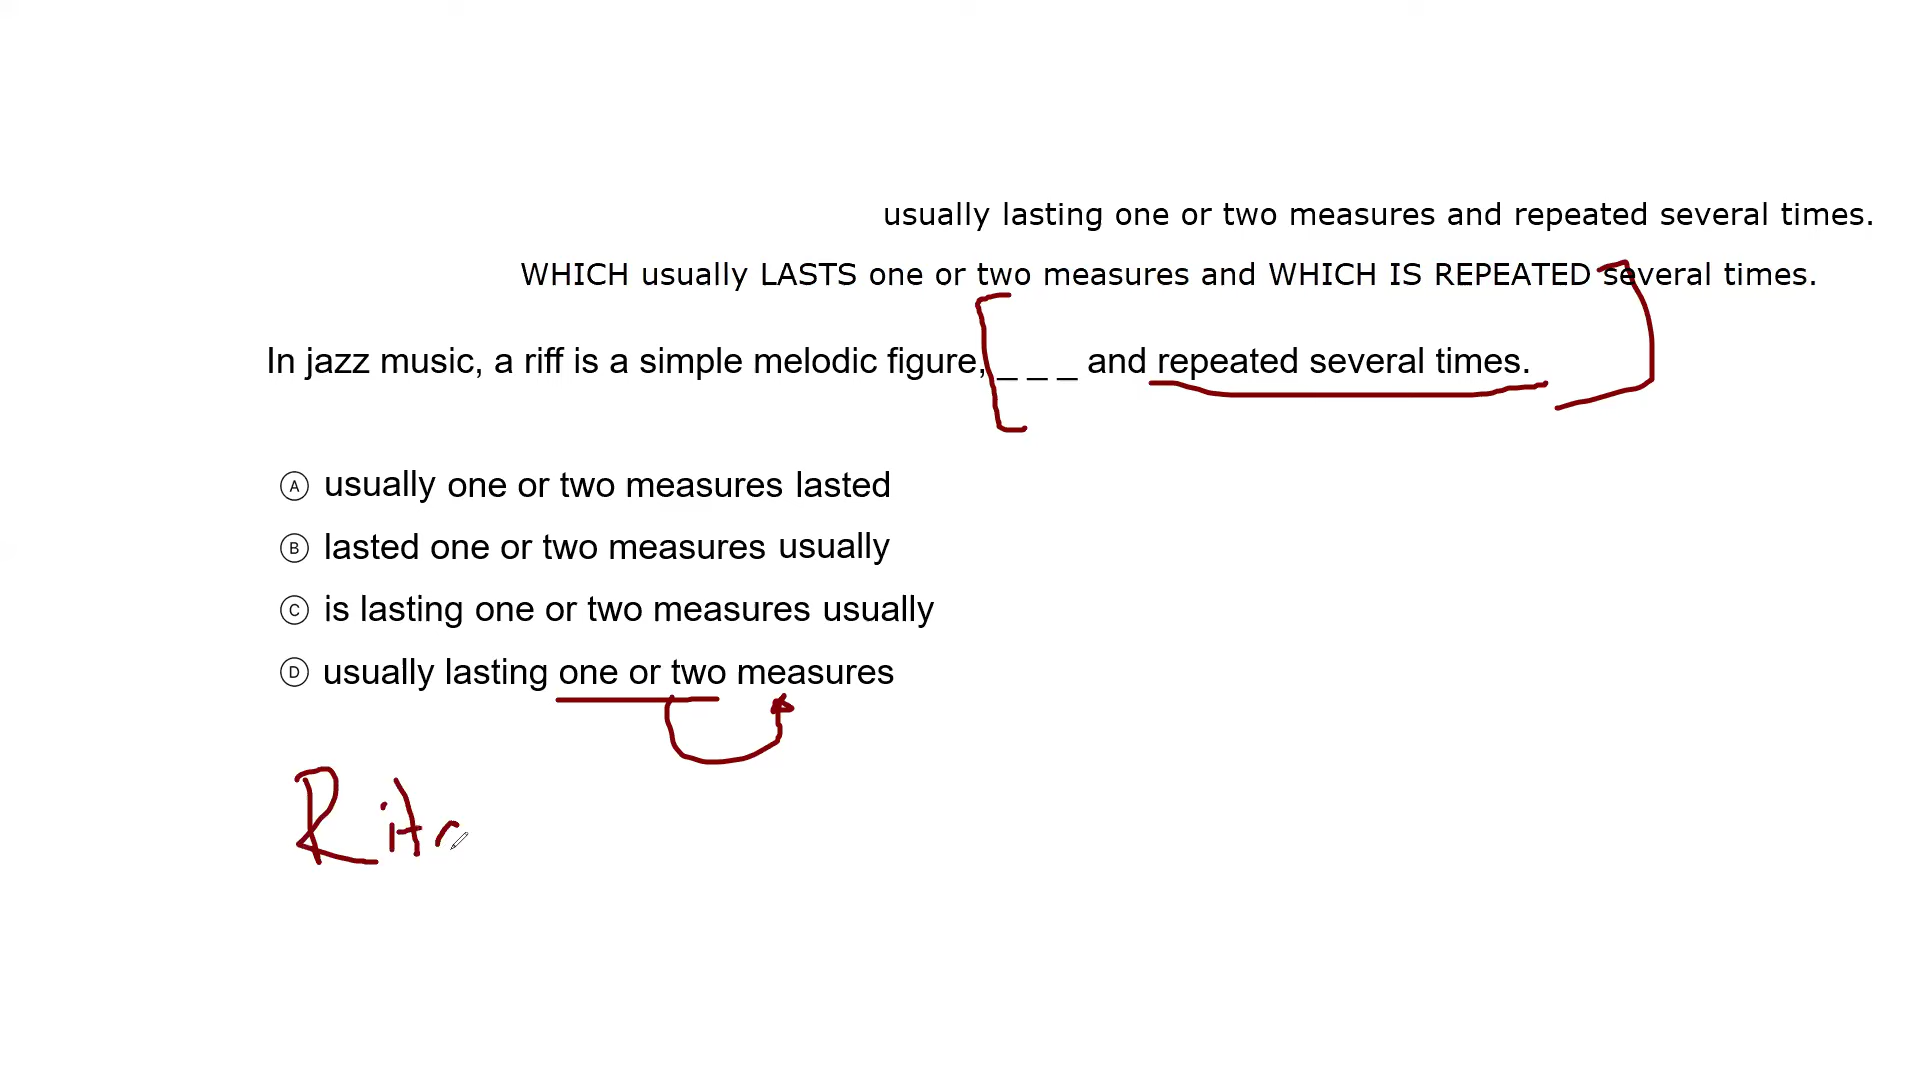 usually lasting one or two measures and repeated several times.
WHICH usually LASTS one or two measures and WHICH IS REPEATED several times.
In jazz music, a riff is a simple melodic figure, _ _ _ and repeated several times.
A usually one or two measures lasted
B lasted one or two measures usually
C is lasting one or two measures usually
D usually lasting one or two measures